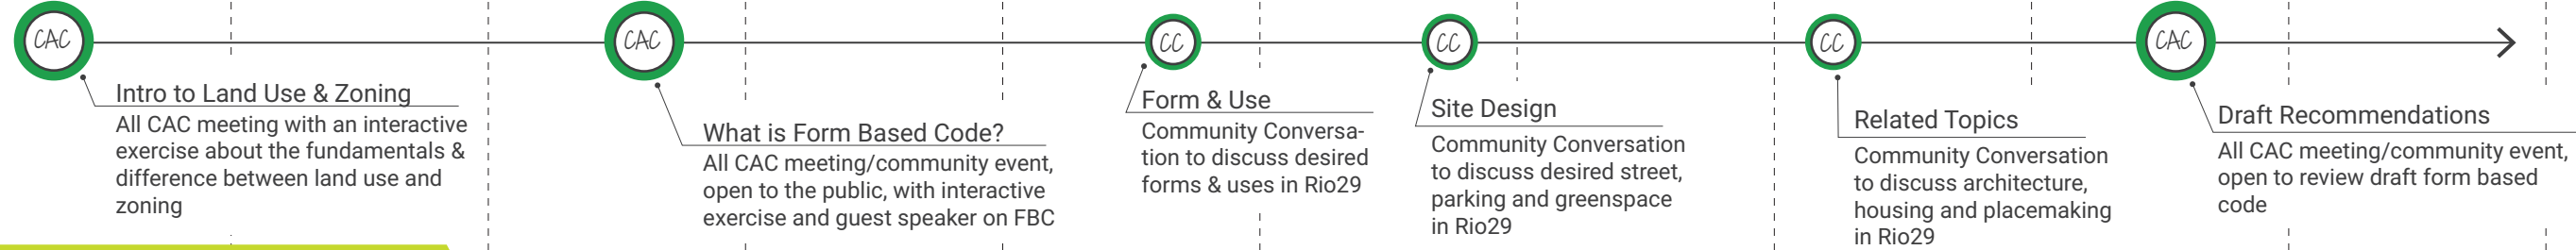 CAC
CAC
CC
CC
CC
CAC
Intro to Land Use & Zoning
All CAC meeting with an interactive
exercise about the fundamentals &
difference between land use and
zoning
What is Form Based Code?
All CAC meeting/community event,
open to the public, with interactive
exercise and guest speaker on FBC
Form & Use
Community Conversa-
tion to discuss desired
forms & uses in Rio29
Site Design
Community Conversation
to discuss desired street,
parking and greenspace
in Rio29
Related Topics
Community Conversation
to discuss architecture,
housing and placemaking
in Rio29
Draft Recommendations
All CAC meeting/community event,
open to review draft form based
code